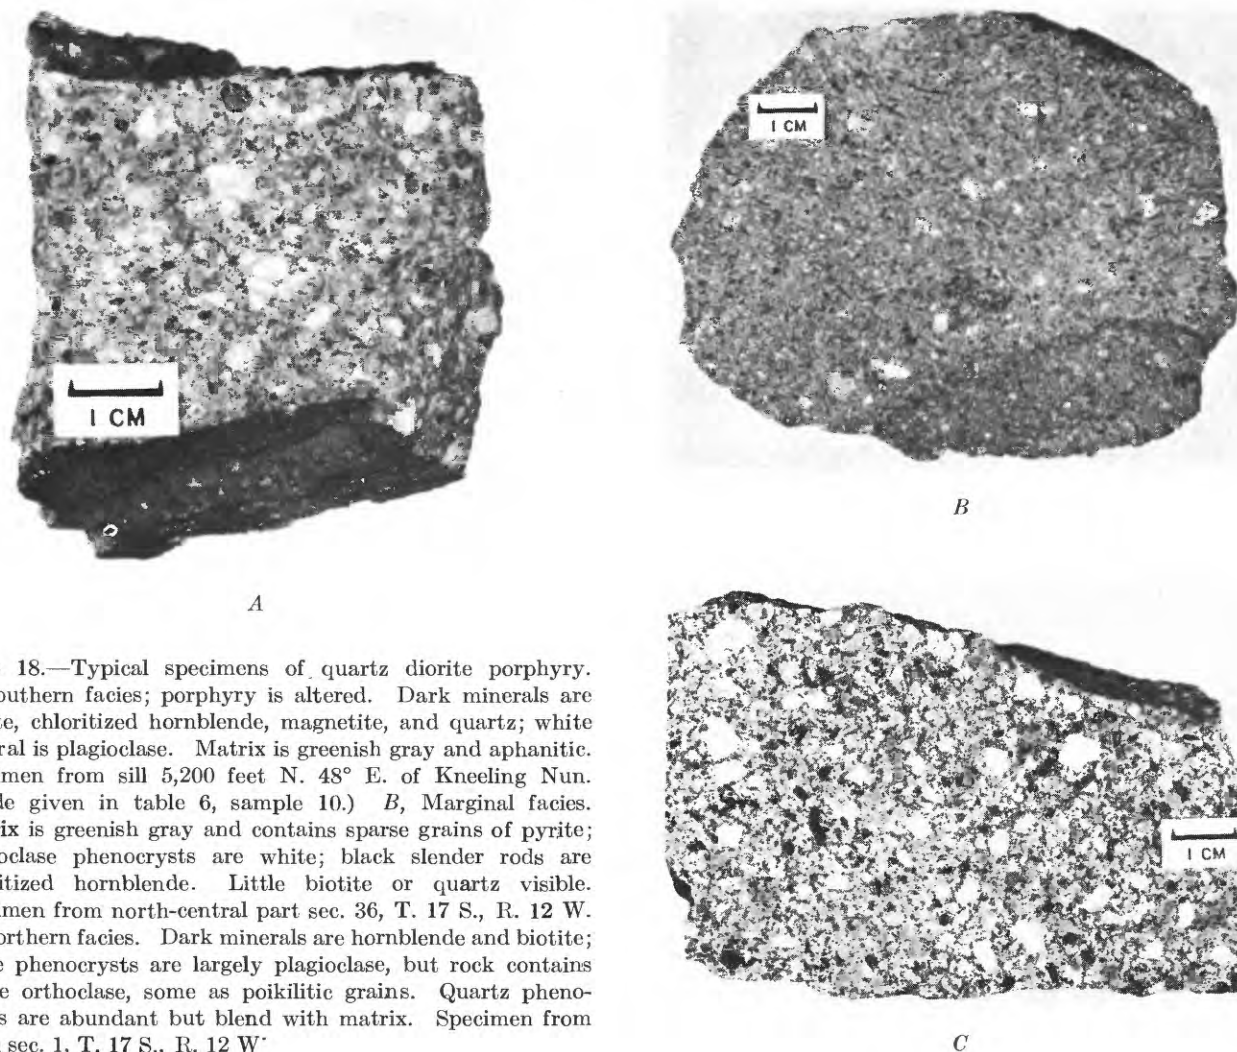 1 CM
A
1 CM
B
1 CM
C
18.—Typical specimens of quartz diorite porphyry.
outhern facies; porphyry is altered. Dark minerals are
e, chloritized hornblende, magnetite, and quartz; white
ral is plagioclase. Matrix is greenish gray and aphanitic.
imen from sill 5,200 feet N. 48° E. of Kneeling Nun.
le given in table 6, sample 10.) B, Marginal facies.
ix is greenish gray and contains sparse grains of pyrite;
oclase phenocrysts are white; black slender rods are
itized hornblende. Little biotite or quartz visible.
imen from north-central part sec. 36, T. 17 S., R. 12 W.
orthern facies. Dark minerals are hornblende and biotite;
e phenocrysts are largely plagioclase, but rock contains
e orthoclase, some as poikilitic grains. Quartz pheno-
s are abundant but blend with matrix. Specimen from
sec. 1, T. 17 S., R. 12 W.